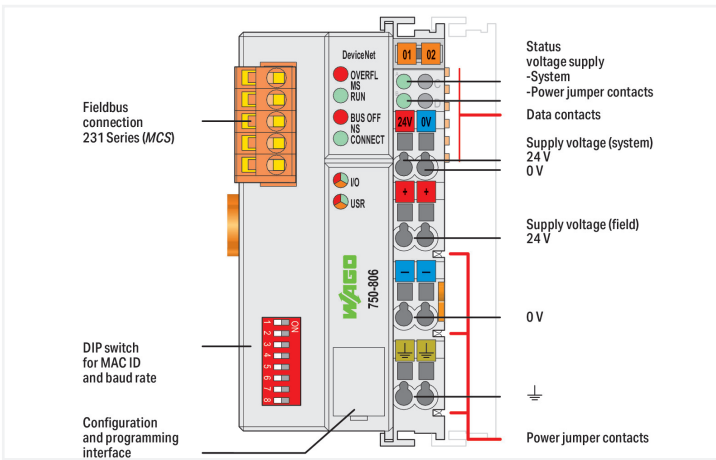 Fieldbus
connection
231 Series (MCS)
DIP switch
for MAC ID
and baud rate
Configuration
and programming
interface
DeviceNet
OVERFL
MS
RUN
BUS OFF
NS
CONNECT
I/O
USR
WAGO
750-806
ON
1
2
3
4
5
6
7
8
01 02
C
D
24V 0V
+ +
— —
Status
voltage supply
-System
-Power jumper contacts
Data contacts
Supply voltage (system)
24 V
0 V
Supply voltage (field)
24 V
0 V
Power jumper contacts